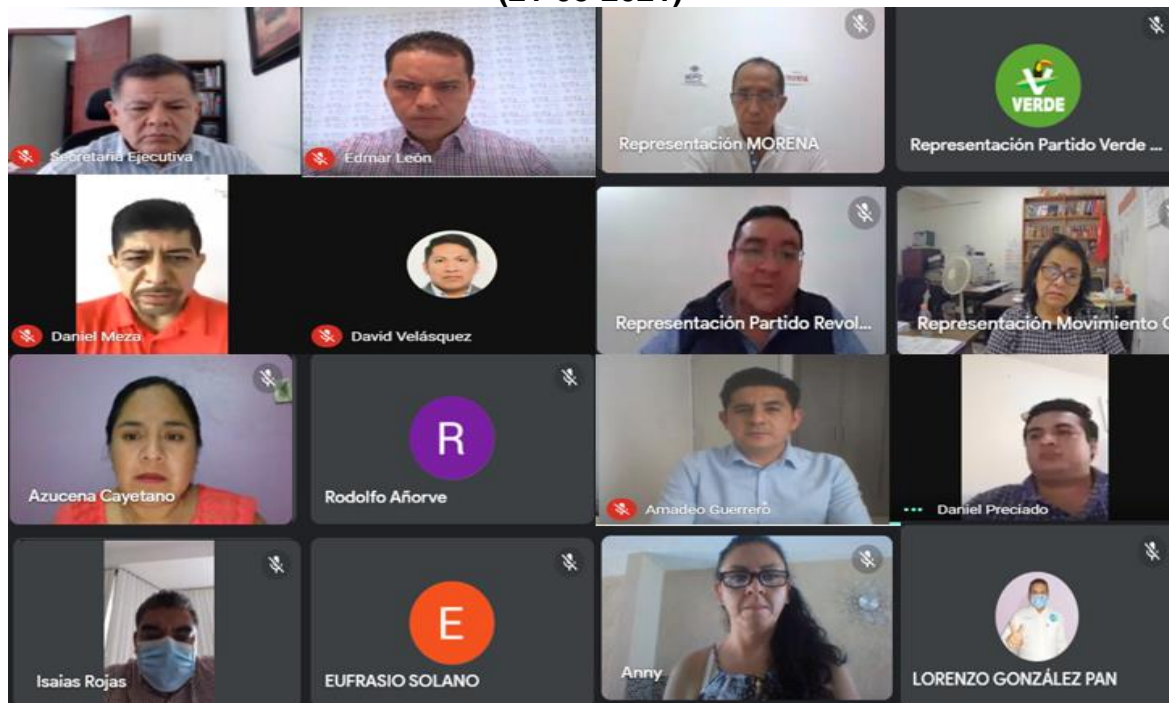 Secretaría Ejecutiva
Edmar León
Representación MORENA
VERDE
Representación Partido Verde ...
Daniel Meza
David Velásquez
Representación Partido Revol...
Representación Movimiento C
Azucena Cayetano
R
Rodolfo Añorve
Amadeo Guerrero
Daniel Preciado
Isaias Rojas
E
EUFRASIO SOLANO
Anny
LORENZO GONZÁLEZ PAN